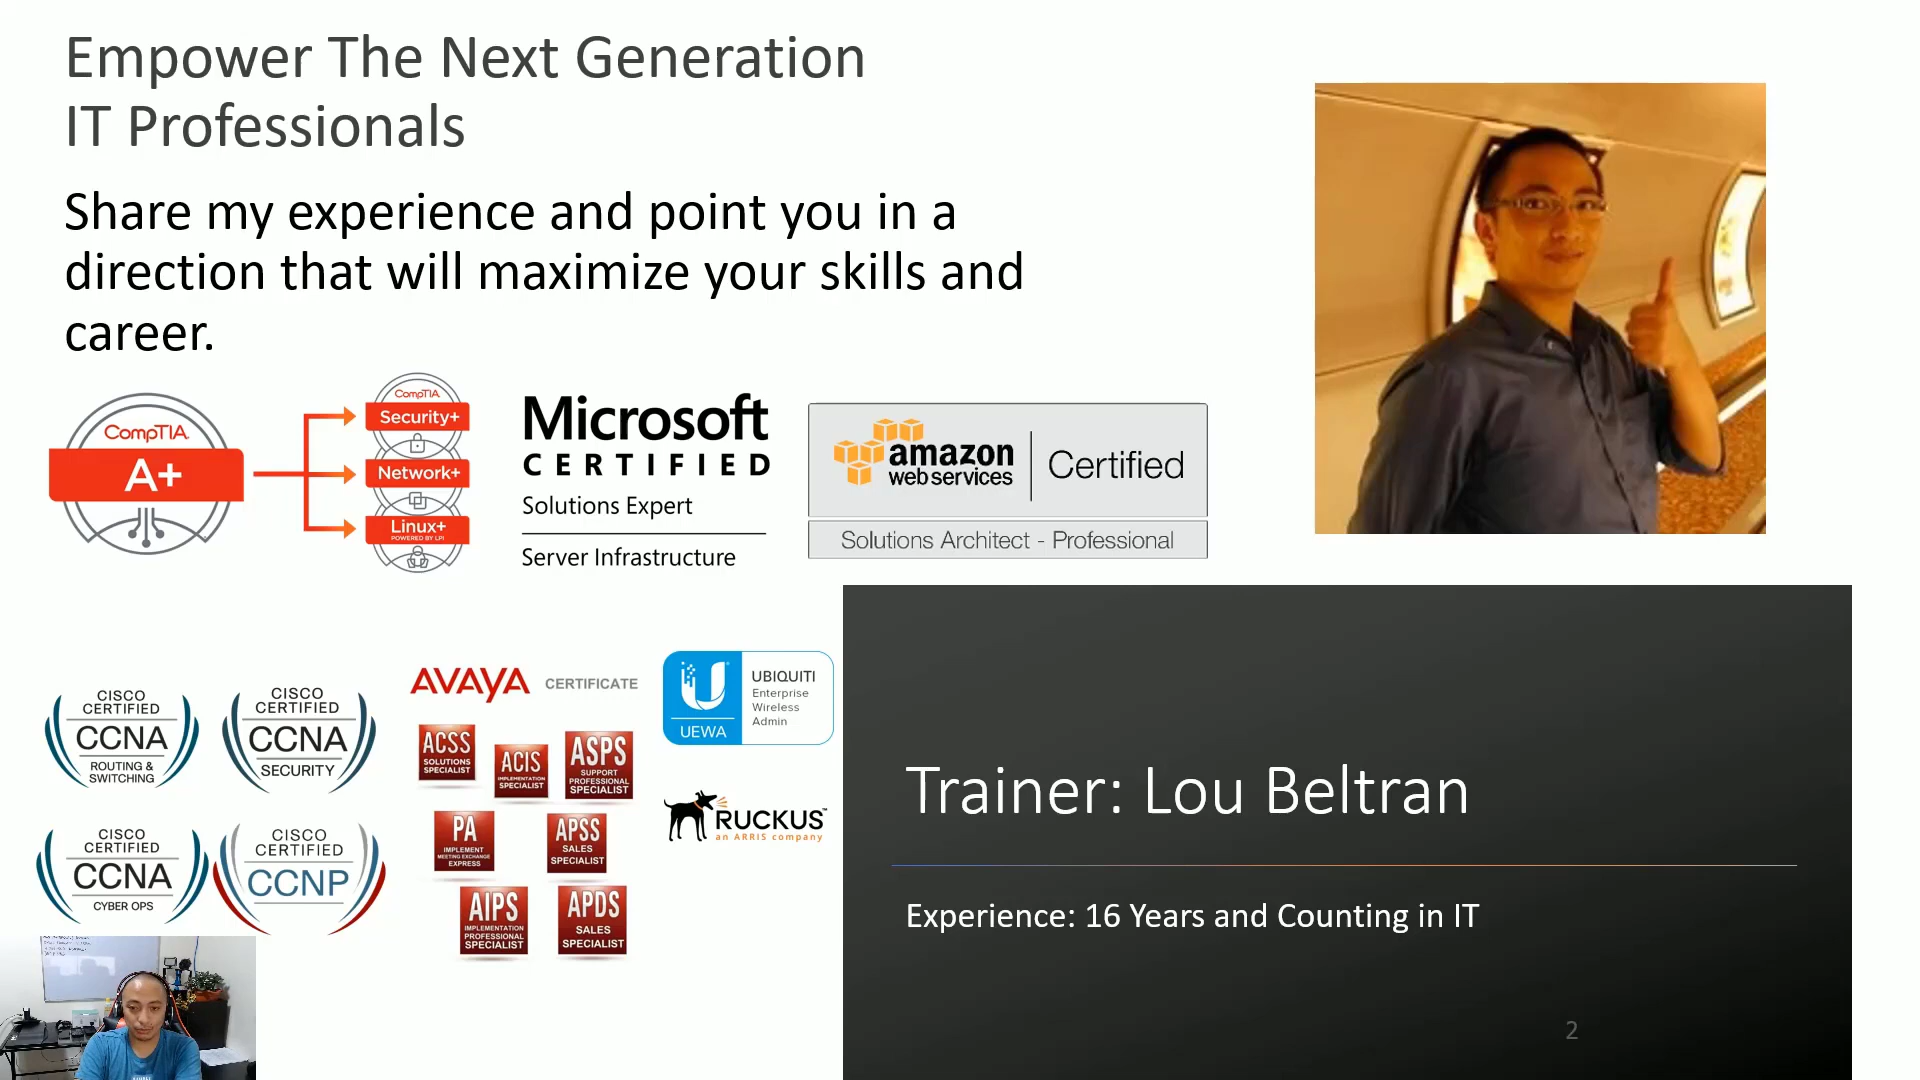 Empower The Next Generation
IT Professionals
Share my experience and point you in a
direction that will maximize your skills and
career.
CompTIA
A+
CompTIA
Security+
Network+
Linux+
POWERED BY LPI
Microsoft
CERTIFIED
Solutions Expert
Server Infrastructure
amazon
web services
Certified
Solutions Architect - Professional
CISCO
CERTIFIED
CCNA
ROUTING &
SWITCHING
CISCO
CERTIFIED
CCNA
SECURITY
CISCO
CERTIFIED
CCNA
CYBER OPS
CISCO
CERTIFIED
CCNP
AVAYA CERTIFICATE
ACSS
SOLUTIONS
SPECIALIST
ACIS
IMPLEMENTATION
SPECIALIST
ASPS
SUPPORT
PROFESSIONAL
SPECIALIST
PA
IMPLEMENT
MEETING EXCHANGE
EXPRESS
APSS
SALES
SPECIALIST
AIPS
IMPLEMENTATION
PROFESSIONAL
SPECIALIST
APDS
SALES
SPECIALIST
UEWA
UBIQUITI
Enterprise
Wireless
Admin
RUCKUS™
an ARRIS company
Trainer: Lou Beltran
Experience: 16 Years and Counting in IT
2